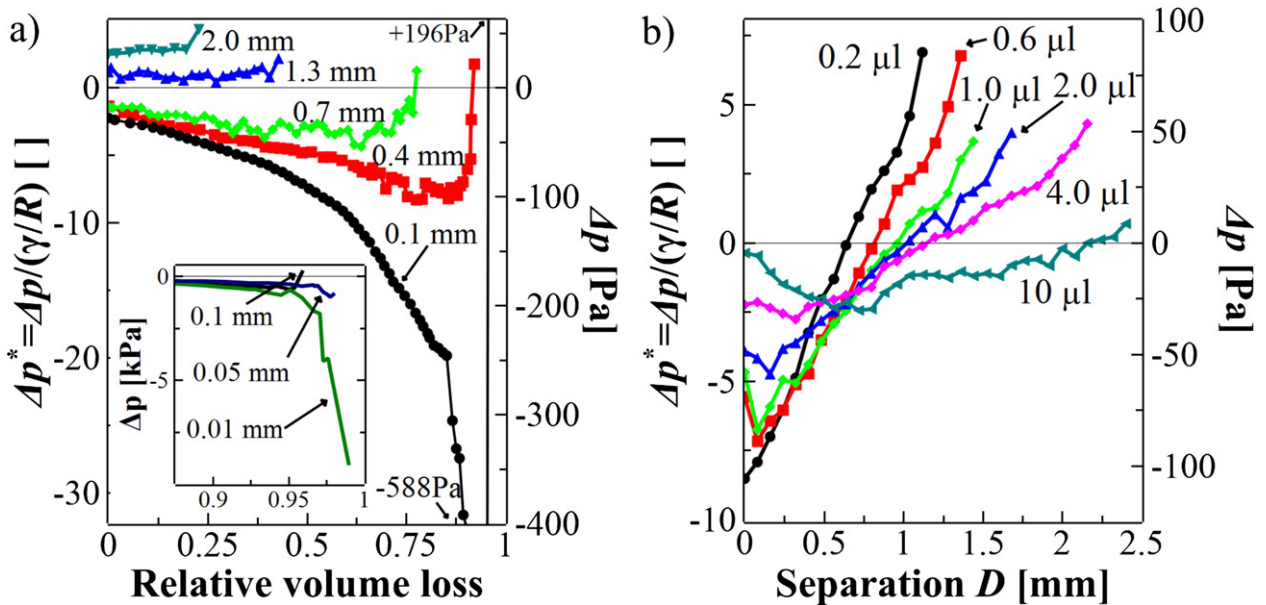 a)
Δp*=Δp/(γ/R) [ ]
0
-10
-20
-30
2.0 mm
1.3 mm
0.7 mm
0.4 mm
0.1 mm
+196Pa
-588Pa
0
-100
-200
-300
-400
Δp [Pa]
0
0.25
0.5
0.75
1
Relative volume loss
Δp [kPa]
0
-5
0.1 mm
0.05 mm
0.01 mm
0.9
0.95
1
b)
Δp*=Δp/(γ/R) [ ]
5
0
-5
-10
0.2 µl
0.6 µl
1.0 µl
2.0 µl
4.0 µl
10 µl
100
50
0
-50
-100
Δp [Pa]
0
0.5
1
1.5
2
2.5
Separation D [mm]